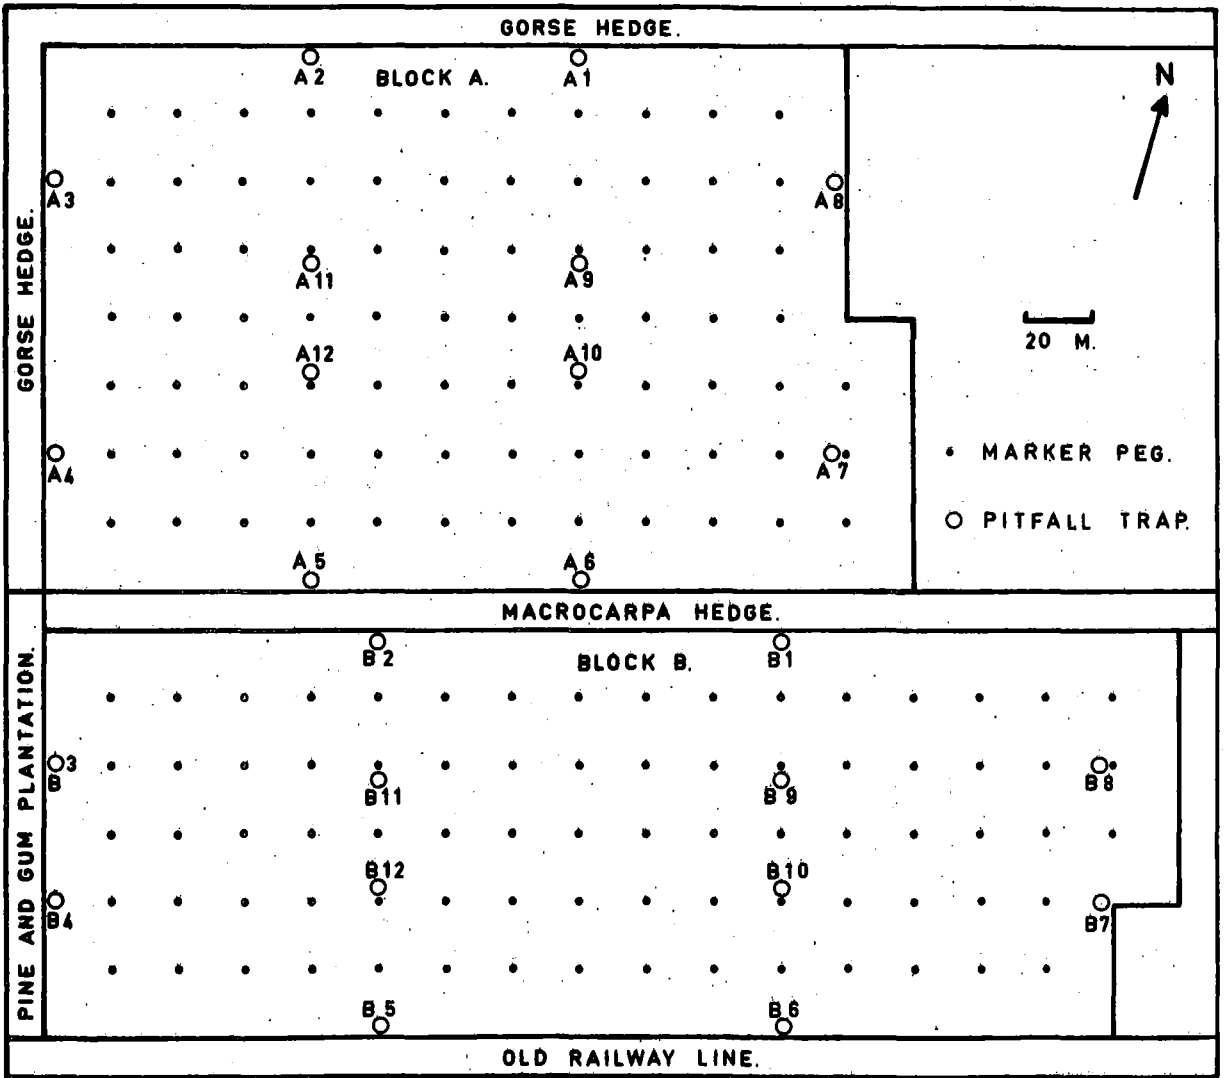 GORSE HEDGE.
A2
BLOCK A.
A1
N
A3
A8
GORSE HEDGE.
A11
A9
20 M.
A12
A10
A4
A7
MARKER PEG.
PITFALL TRAP.
A5
A6
MACROCARPA HEDGE.
B2
BLOCK B.
B1
PINE AND GUM PLANTATION.
B3
B11
B9
B8
B12
B10
B4
B7
B5
B6
OLD RAILWAY LINE.